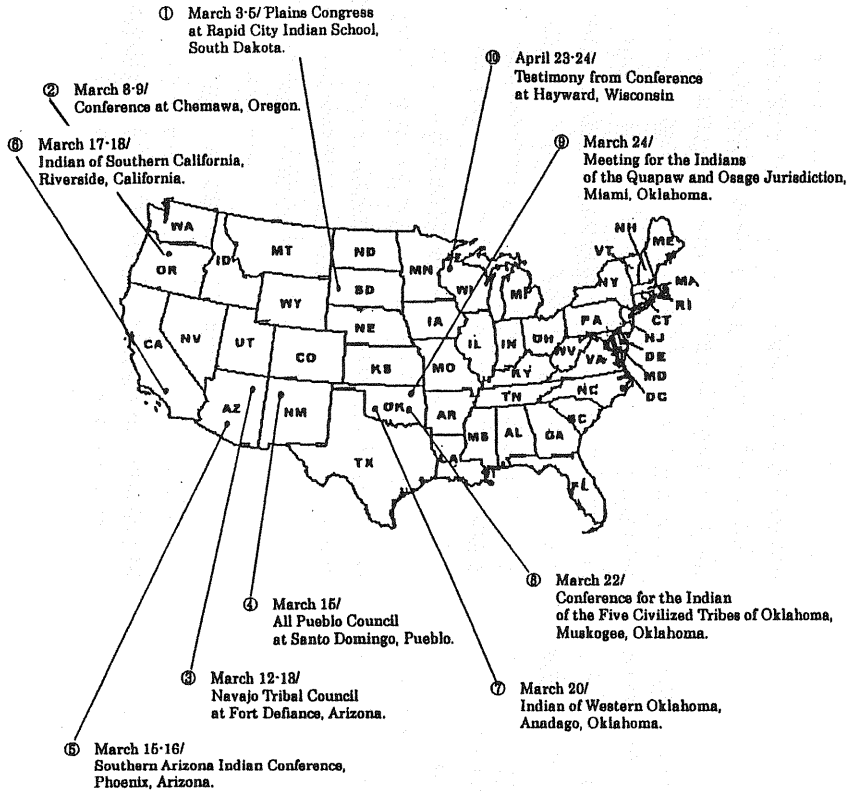 ① March 3-5/ Plains Congress
at Rapid City Indian School,
South Dakota.
② March 8-9/
Conference at Chemawa, Oregon.
⑥ March 17-18/
Indian of Southern California,
Riverside, California.
⑩ April 23-24/
Testimony from Conference
at Hayward, Wisconsin
⑨ March 24/
Meeting for the Indians
of the Quapaw and Osage Jurisdiction,
Miami, Oklahoma.
WA
OR
ID
MT
ND
MN
WI
MI
NH
VT
ME
NY
MA
RI
CT
NJ
DE
MD
DC
WY
SD
IA
NE
CA
NV
UT
CO
KS
MO
IL
IN
OH
PA
WV
VA
KY
NC
TN
SC
AZ
NM
OK
AR
MS
AL
GA
LA
TX
FL
⑧ March 22/
Conference for the Indian
of the Five Civilized Tribes of Oklahoma,
Muskogee, Oklahoma.
④ March 15/
All Pueblo Council
at Santo Domingo, Pueblo.
③ March 12-13/
Navajo Tribal Council
at Fort Defiance, Arizona.
⑦ March 20/
Indian of Western Oklahoma,
Anadago, Oklahoma.
⑤ March 15-16/
Southern Arizona Indian Conference,
Phoenix, Arizona.